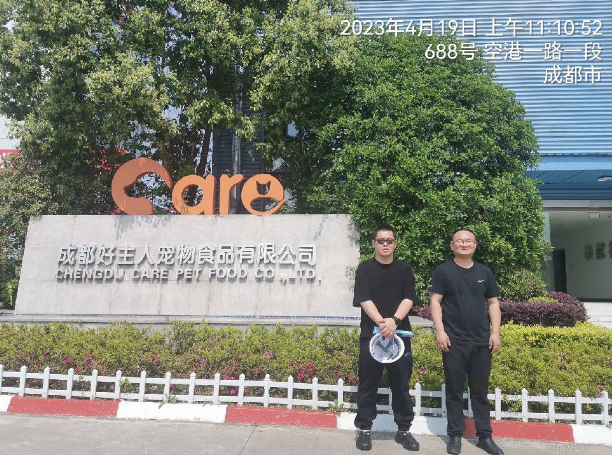 2023年4月19日 上午11:10:52
688号 空港一路一段
成都市
Care
成都好主人宠物食品有限公司
CHENGDU CARE PET FOOD CO.,LTD.